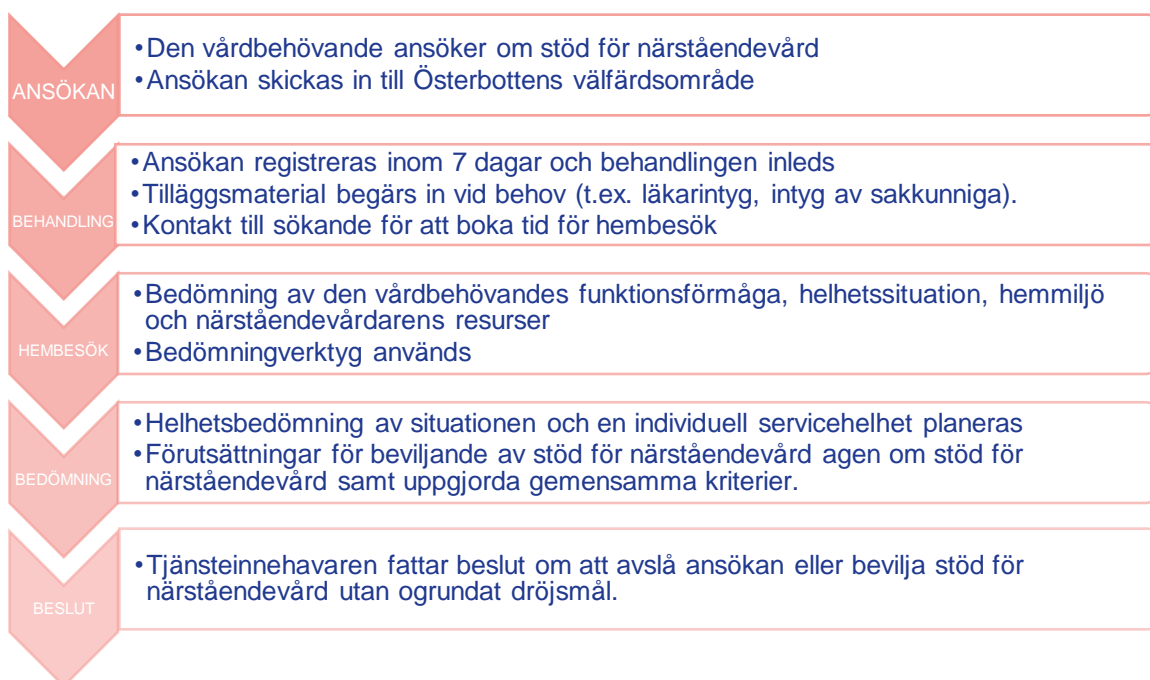 ANSÖKAN
•Den vårdbehövande ansöker om stöd för närståendevård
•Ansökan skickas in till Österbottens välfärdsområde
BEHANDLING
•Ansökan registreras inom 7 dagar och behandlingen inleds
•Tilläggsmaterial begärs in vid behov (t.ex. läkarintyg, intyg av sakkunniga).
•Kontakt till sökande för att boka tid för hembesök
HEMBESÖK
•Bedömning av den vårdbehövandes funktionsförmåga, helhetssituation, hemmiljö
och närståendevårdarens resurser
•Bedömningverktyg används
BEDÖMNING
•Helhetsbedömning av situationen och en individuell servicehelhet planeras
•Förutsättningar för beviljande av stöd för närståendevård agen om stöd för
närståendevård samt uppgjorda gemensamma kriterier.
BESLUT
•Tjänsteinnehavaren fattar beslut om att avslå ansökan eller bevilja stöd för
närståendevård utan ogrundat dröjsmål.